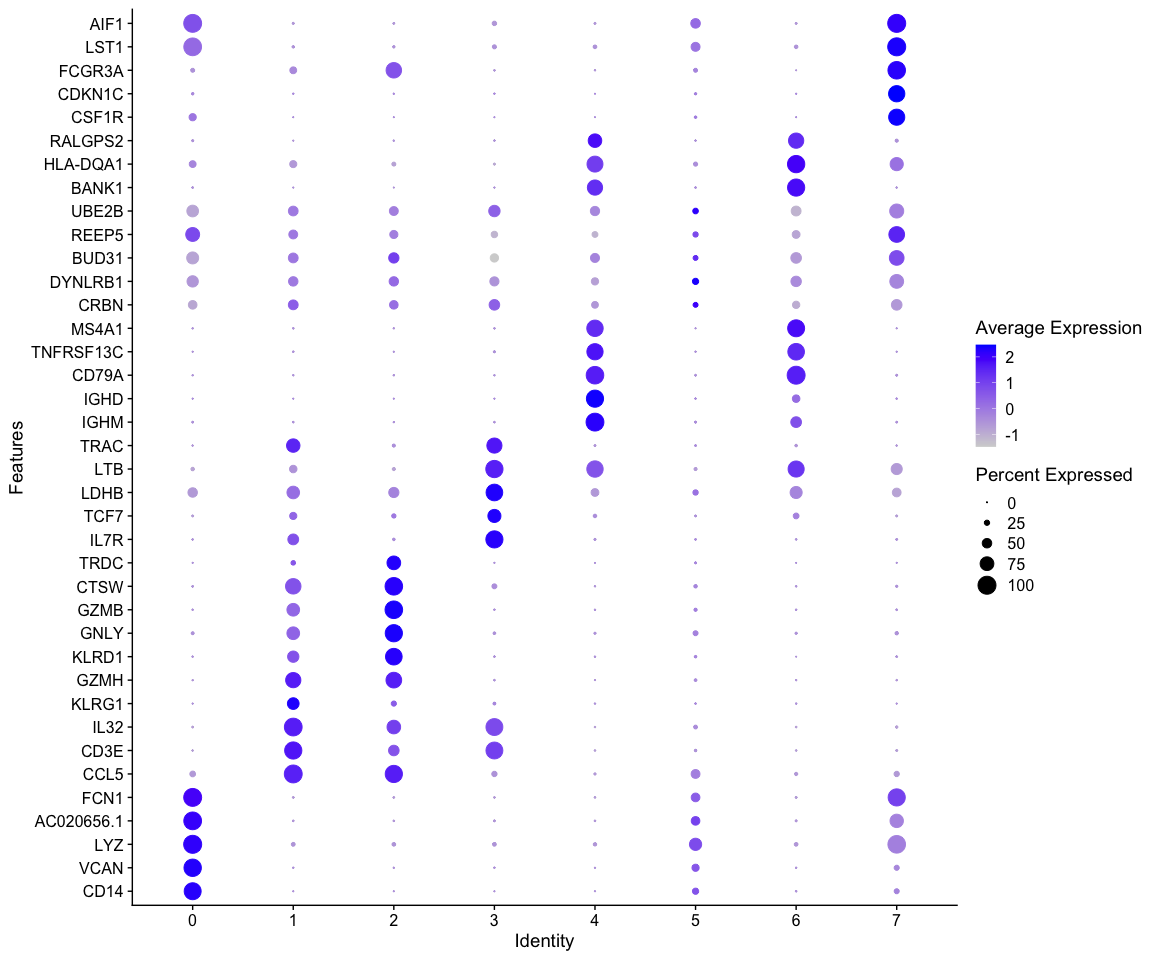 AIF1
LST1
FCGR3A
CDKN1C
CSF1R
RALGPS2
HLA-DQA1
BANK1
UBE2B
REEP5
BUD31
DYNLRB1
CRBN
MS4A1
TNFRSF13C
CD79A
IGHD
IGHM
TRAC
LTB
LDHB
TCF7
IL7R
TRDC
CTSW
GZMB
GNLY
KLRD1
GZMH
KLRG1
IL32
CD3E
CCL5
FCN1
AC020656.1
LYZ
VCAN
CD14
Features
0 1 2 3 4 5 6 7
Identity
Average Expression
2
1
0
-1
Percent Expressed
0
25
50
75
100